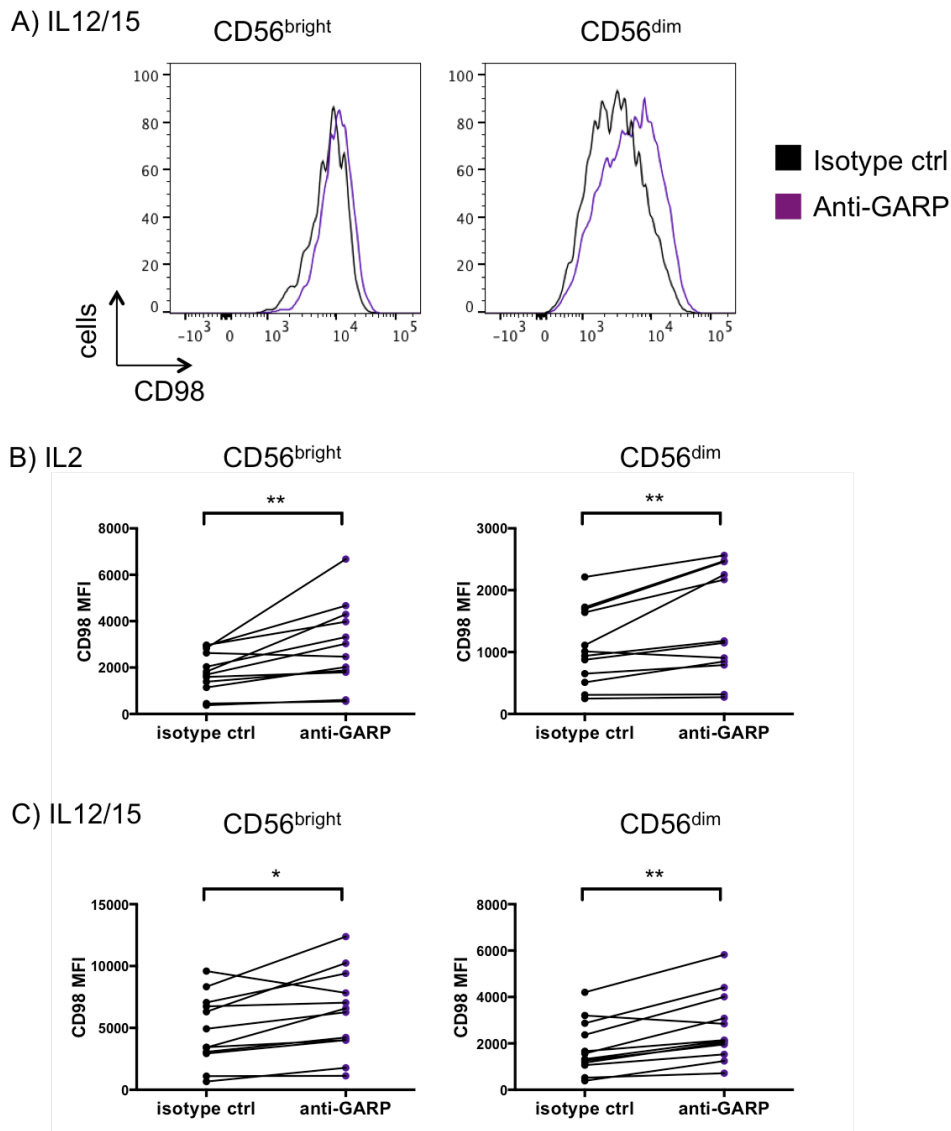 A) IL12/15
CD56bright
CD56dim
100
80
60
40
20
0
-10³ 0 10³ 10⁴ 10⁵
100
80
60
40
20
0
-10³ 0 10³ 10⁴ 10⁵
Isotype ctrl
Anti-GARP
cells
CD98
B) IL2
CD56bright
CD56dim
**
8000
6000
4000
2000
0
CD98 MFI
isotype ctrl anti-GARP
**
3000
2000
1000
0
CD98 MFI
isotype ctrl anti-GARP
C) IL12/15
CD56bright
CD56dim
*
15000
10000
5000
0
CD98 MFI
isotype ctrl anti-GARP
**
8000
6000
4000
2000
0
CD98 MFI
isotype ctrl anti-GARP